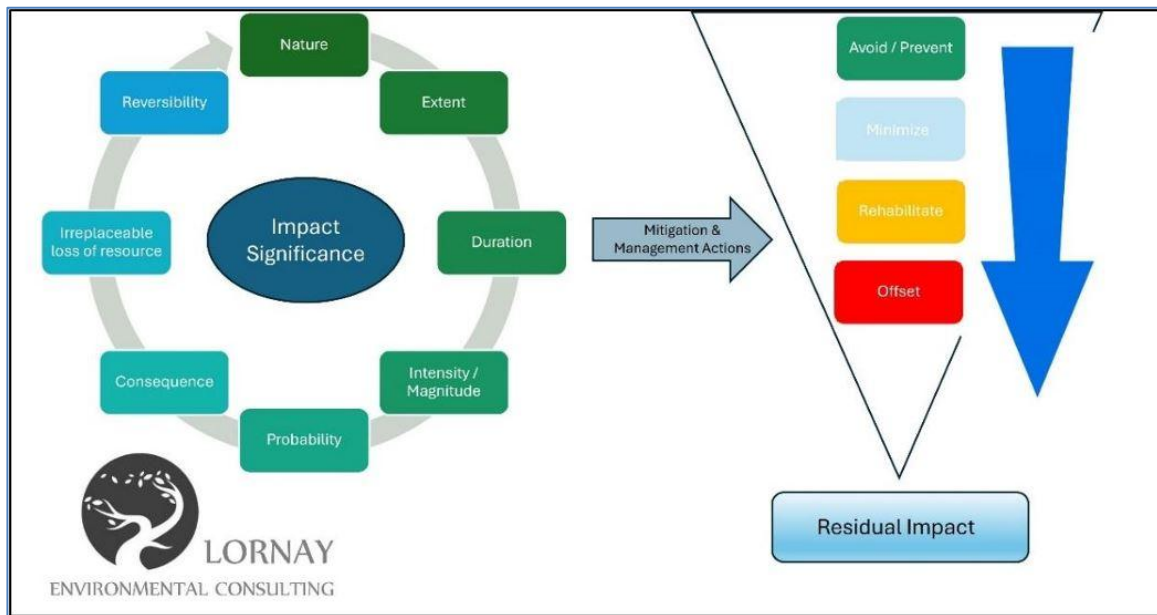 Nature
Extent
Duration
Intensity /
Magnitude
Probability
Consequence
Irreplaceable
loss of resource
Reversibility
Impact
Significance
Mitigation &
Management Actions
Avoid / Prevent
Minimize
Rehabilitate
Offset
Residual Impact
LORNAY
ENVIRONMENTAL CONSULTING